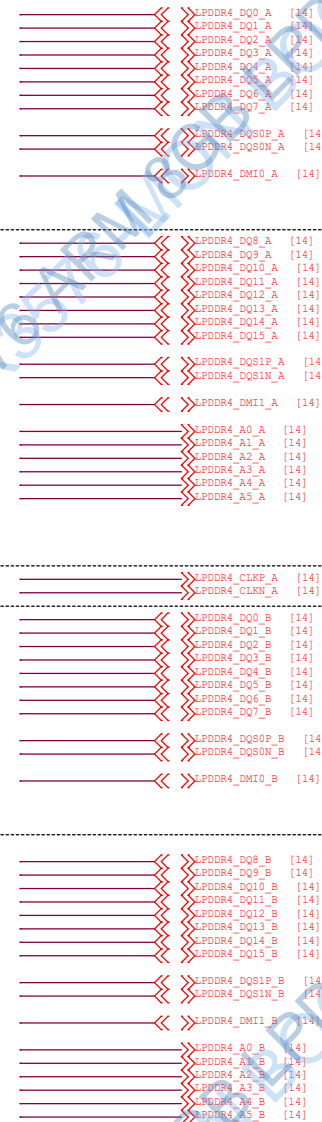 LPDDR4_DQ0_A [14]
LPDDR4_DQ1_A [14]
LPDDR4_DQ2_A [14]
LPDDR4_DQ3_A [14]
LPDDR4_DQ4_A [14]
LPDDR4_DQ5_A [14]
LPDDR4_DQ6_A [14]
LPDDR4_DQ7_A [14]
LPDDR4_DQS0P_A [14
LPDDR4_DQS0N_A [14
LPDDR4_DMI0_A [14]
LPDDR4_DQ8_A [14]
LPDDR4_DQ9_A [14]
LPDDR4_DQ10_A [14]
LPDDR4_DQ11_A [14]
LPDDR4_DQ12_A [14]
LPDDR4_DQ13_A [14]
LPDDR4_DQ14_A [14]
LPDDR4_DQ15_A [14]
LPDDR4_DQS1P_A [14
LPDDR4_DQS1N_A [14
LPDDR4_DMI1_A [14]
LPDDR4_A0_A [14]
LPDDR4_A1_A [14]
LPDDR4_A2_A [14]
LPDDR4_A3_A [14]
LPDDR4_A4_A [14]
LPDDR4_A5_A [14]
LPDDR4_CLKP_A [14]
LPDDR4_CLKN_A [14]
LPDDR4_DQ0_B [14]
LPDDR4_DQ1_B [14]
LPDDR4_DQ2_B [14]
LPDDR4_DQ3_B [14]
LPDDR4_DQ4_B [14]
LPDDR4_DQ5_B [14]
LPDDR4_DQ6_B [14]
LPDDR4_DQ7_B [14]
LPDDR4_DQS0P_B [14
LPDDR4_DQS0N_B [14
LPDDR4_DMI0_B [14]
LPDDR4_DQ8_B [14]
LPDDR4_DQ9_B [14]
LPDDR4_DQ10_B [14]
LPDDR4_DQ11_B [14]
LPDDR4_DQ12_B [14]
LPDDR4_DQ13_B [14]
LPDDR4_DQ14_B [14]
LPDDR4_DQ15_B [14]
LPDDR4_DQS1P_B [14
LPDDR4_DQS1N_B [14
LPDDR4_DMI1_B [14]
LPDDR4_A0_B [14]
LPDDR4_A1_B [14]
LPDDR4_A2_B [14]
LPDDR4_A3_B [14]
LPDDR4_A4_B [14]
LPDDR4_A5_B [14]